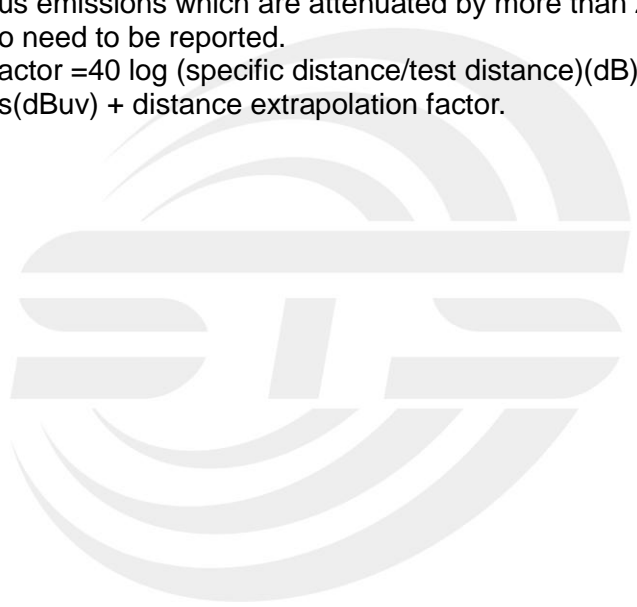 us emissions which are attenuated by more than
o need to be reported.
actor =40 log (specific distance/test distance)(dB)
s(dBuv) + distance extrapolation factor.
STS